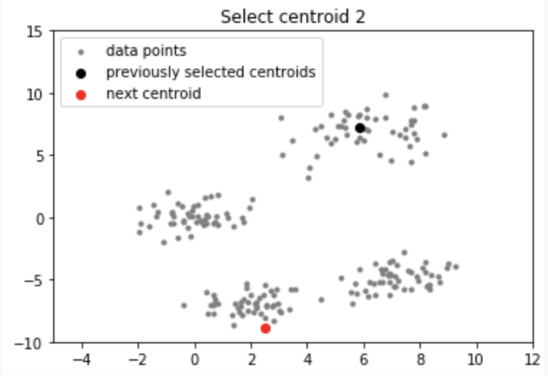 Select centroid 2
15
data points
previously selected centroids
next centroid
10
5
0
−5
−10
−4 −2 0 2 4 6 8 10 12